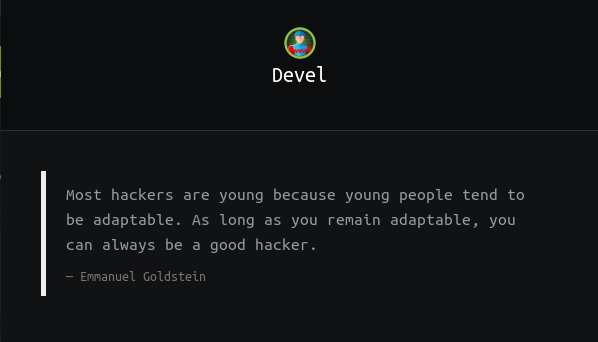 Devel
Most hackers are young because young people tend to
be adaptable. As long as you remain adaptable, you
can always be a good hacker.
— Emmanuel Goldstein